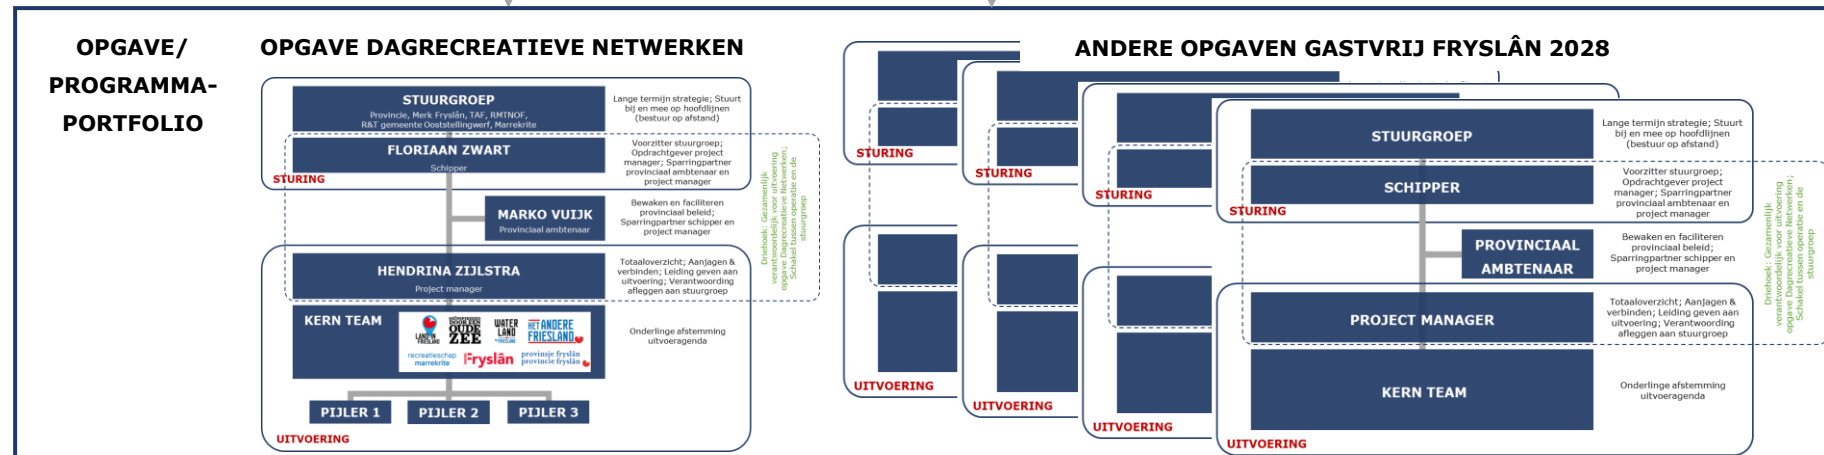 OPGAVE/
PROGRAMMA-
PORTFOLIO
OPGAVE DAGRECREATIEVE NETWERKEN
STUURGROEP
Provincie, Merk Fryslân, TAF, RMTNOF,
R&T gemeente Ooststellingwerf, Marrekrite
Lange termijn strategie; Stuurt
bij en mee op hoofdlijnen
(bestuur op afstand)
FLORIAAN ZWART
Schipper
Voorzitter stuurgroep;
Opdrachtgever project
manager; Sparringpartner
provinciaal ambtenaar en
project manager
STURING
MARKO VUIJK
Provinciaal ambtenaar
Bewaken en faciliteren
provinciaal beleid;
Sparringpartner schipper en
project manager
Driehoek: Gezamenlijk
verantwoordelijk voor uitvoering
opgave Dagrecreatieve Netwerken;
Schakel tussen operatie en de
stuurgroep
HENDRINA ZIJLSTRA
Project manager
Totaaloverzicht; Aanjagen &
verbinden; Leiding geven aan
uitvoering; Verantwoording
afleggen aan stuurgroep
KERN TEAM
OUDE
ZEE
WATER
LAND
HET ANDERE
FRIESLAND
recreatieschap
marrekrite
Fryslân
provinsje fryslân
provincie fryslân
Onderlinge afstemming
uitvoeragenda
PIJLER 1
PIJLER 2
PIJLER 3
UITVOERING
ANDERE OPGAVEN GASTVRIJ FRYSLÂN 2028
STURING
STURING
STURING
STURING
UITVOERING
UITVOERING
UITVOERING
UITVOERING
STUURGROEP
Lange termijn strategie; Stuurt
bij en mee op hoofdlijnen
(bestuur op afstand)
SCHIPPER
Voorzitter stuurgroep;
Opdrachtgever project
manager; Sparringpartner
provinciaal ambtenaar en
project manager
PROVINCIAAL
AMBTENAAR
Bewaken en faciliteren
provinciaal beleid;
Sparringpartner schipper en
project manager
Driehoek: Gezamenlijk
verantwoordelijk voor uitvoering
opgave Dagrecreatieve Netwerken;
Schakel tussen operatie en de
stuurgroep
PROJECT MANAGER
Totaaloverzicht; Aanjagen &
verbinden; Leiding geven aan
uitvoering; Verantwoording
afleggen aan stuurgroep
KERN TEAM
Onderlinge afstemming
uitvoeragenda